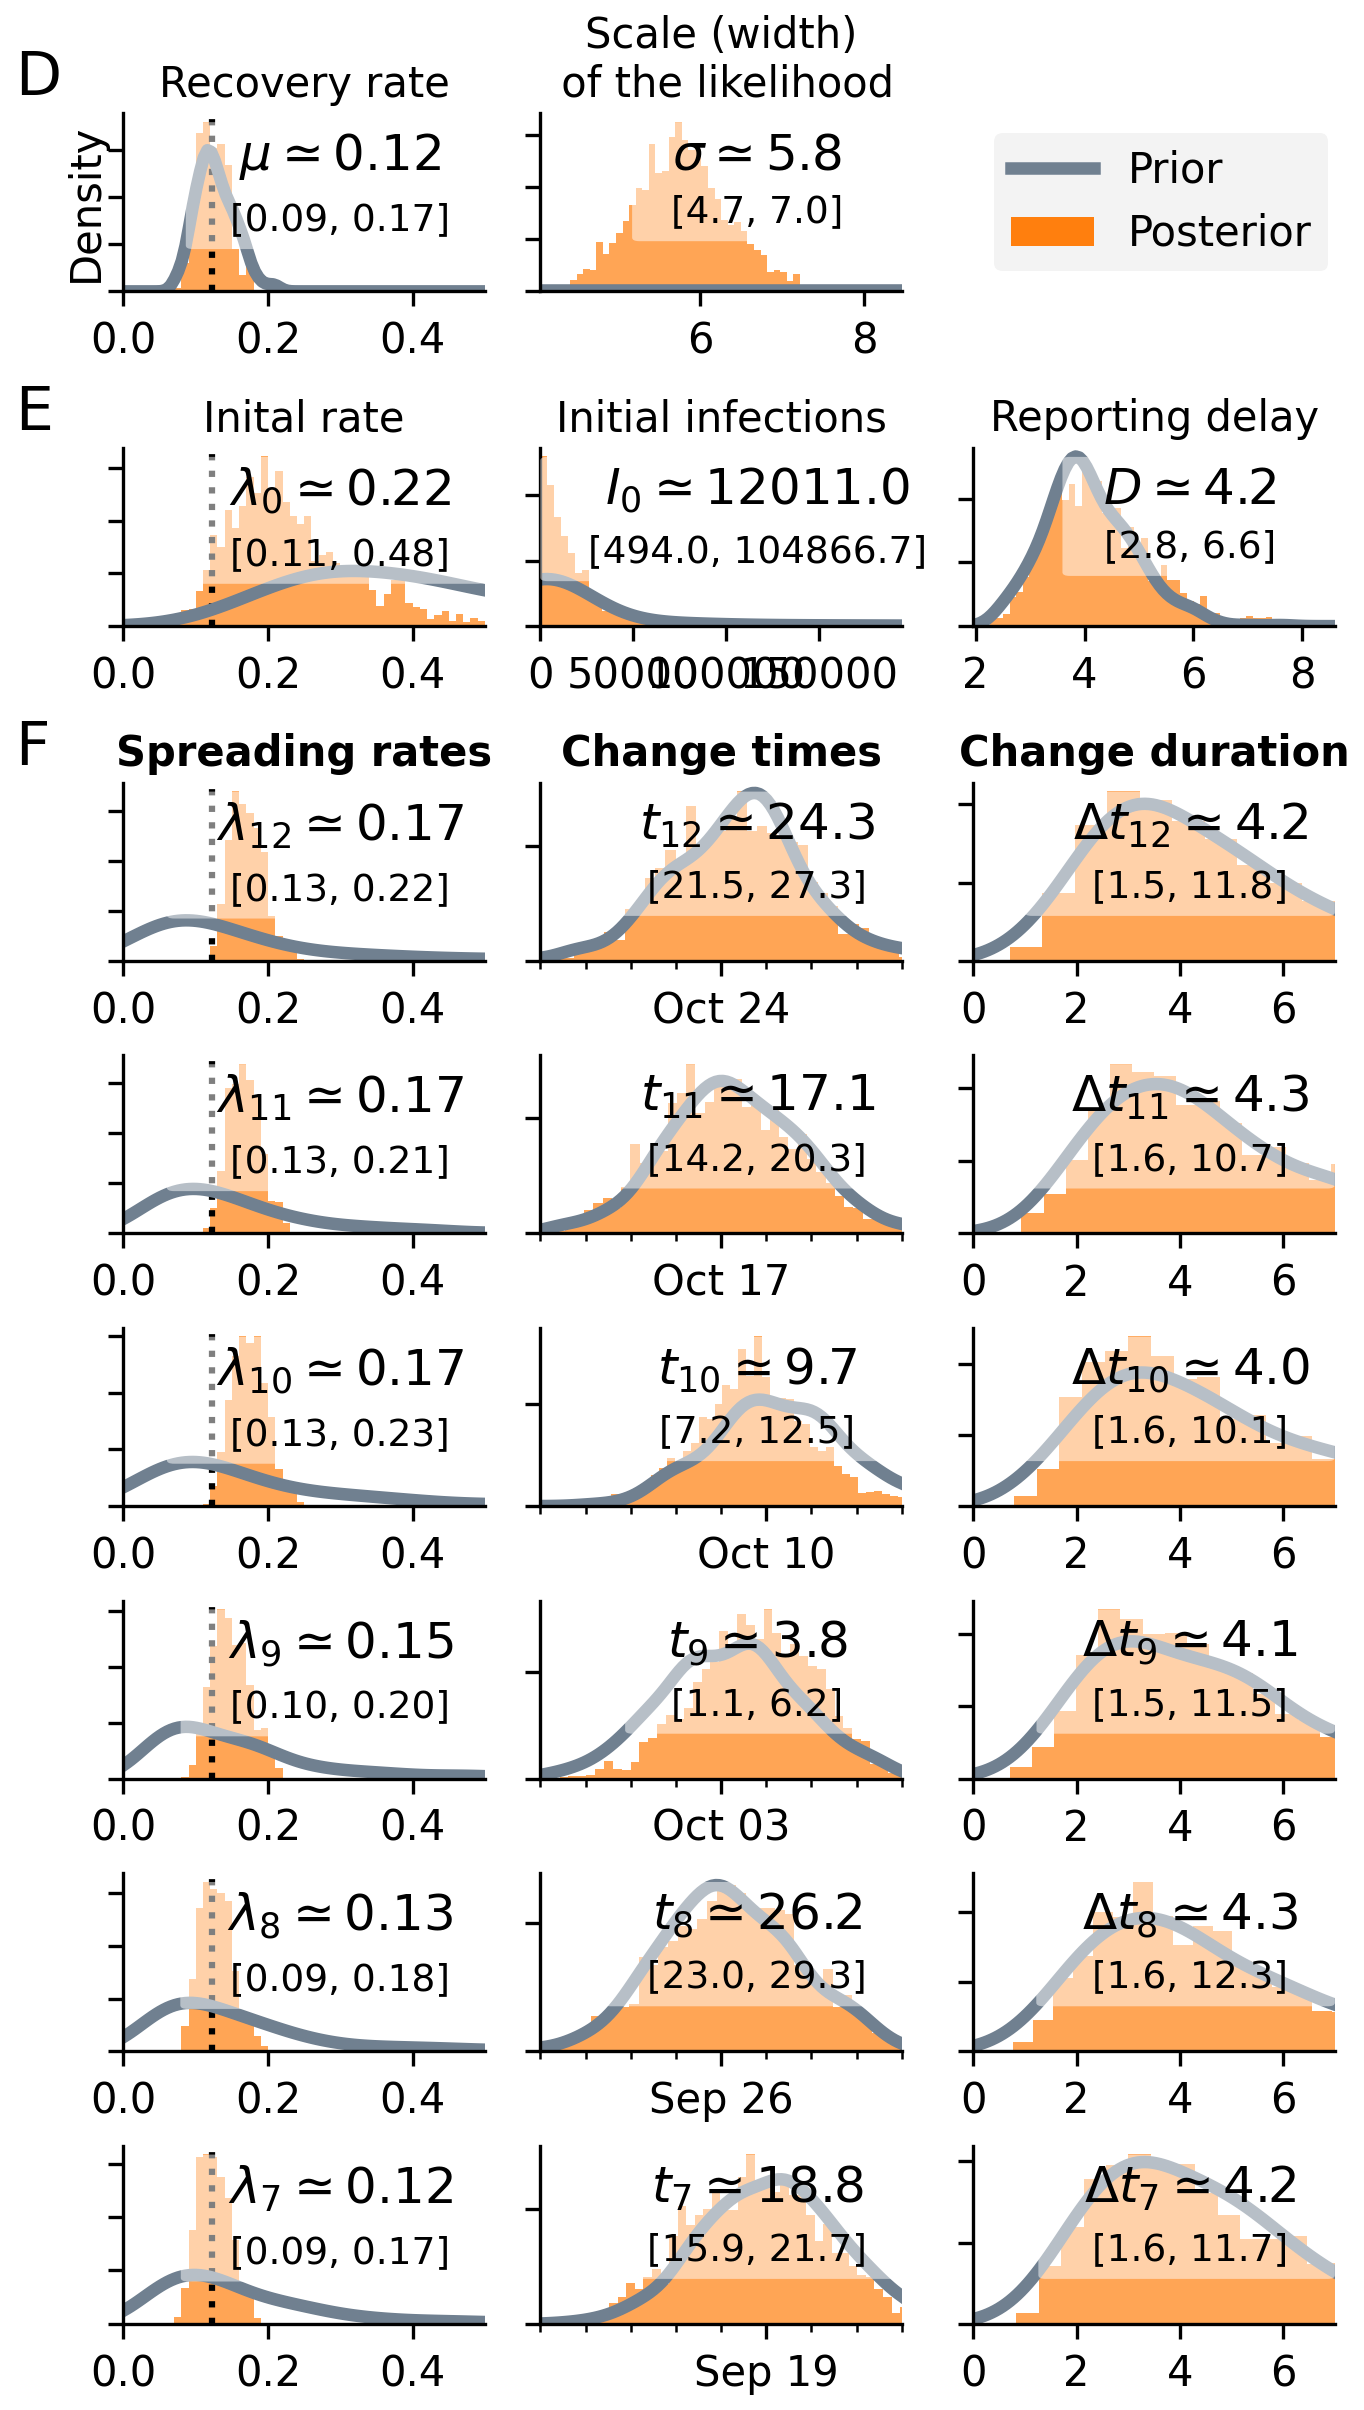 D
Recovery rate
Density
μ ≃ 0.12
[0.09, 0.17]
0.0 0.2 0.4
Scale (width)
of the likelihood
σ ≃ 5.8
[4.7, 7.0]
6 8
Prior
Posterior
E
Inital rate
λ0 ≃ 0.22
[0.11, 0.48]
0.0 0.2 0.4
Initial infections
I0 ≃ 12011.0
[494.0, 104866.7]
0 50000 100000 150000
Reporting delay
D ≃ 4.2
[2.8, 6.6]
2 4 6 8
F
Spreading rates
Change times
Change duration
λ12 ≃ 0.17
[0.13, 0.22]
0.0 0.2 0.4
t12 ≃ 24.3
[21.5, 27.3]
Oct 24
Δt12 ≃ 4.2
[1.5, 11.8]
0 2 4 6
λ11 ≃ 0.17
[0.13, 0.21]
0.0 0.2 0.4
t11 ≃ 17.1
[14.2, 20.3]
Oct 17
Δt11 ≃ 4.3
[1.6, 10.7]
0 2 4 6
λ10 ≃ 0.17
[0.13, 0.23]
0.0 0.2 0.4
t10 ≃ 9.7
[7.2, 12.5]
Oct 10
Δt10 ≃ 4.0
[1.6, 10.1]
0 2 4 6
λ9 ≃ 0.15
[0.10, 0.20]
0.0 0.2 0.4
t9 ≃ 3.8
[1.1, 6.2]
Oct 03
Δt9 ≃ 4.1
[1.5, 11.5]
0 2 4 6
λ8 ≃ 0.13
[0.09, 0.18]
0.0 0.2 0.4
t8 ≃ 26.2
[23.0, 29.3]
Sep 26
Δt8 ≃ 4.3
[1.6, 12.3]
0 2 4 6
λ7 ≃ 0.12
[0.09, 0.17]
0.0 0.2 0.4
t7 ≃ 18.8
[15.9, 21.7]
Sep 19
Δt7 ≃ 4.2
[1.6, 11.7]
0 2 4 6